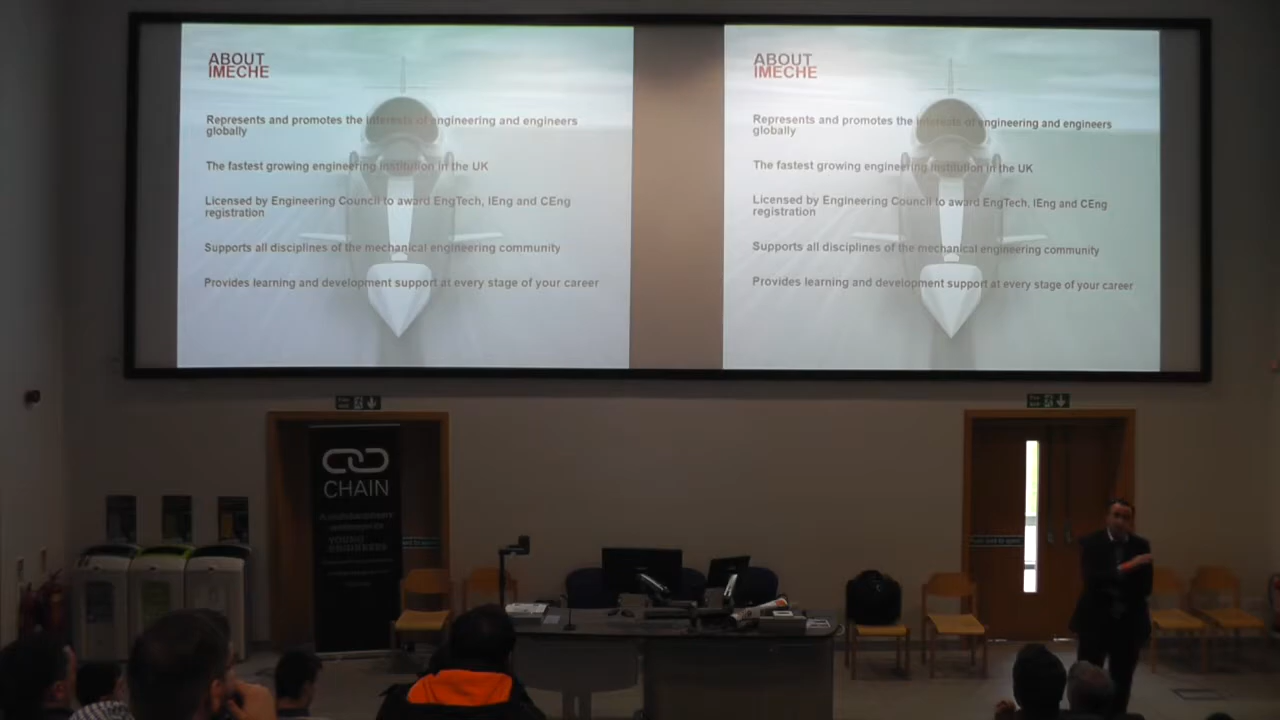 ABOUT
IMECHE
Represents and promotes the interests of engineering and engineers
globally
The fastest growing engineering institution in the UK
Licensed by Engineering Council to award EngTech, IEng and CEng
registration
Supports all disciplines of the mechanical engineering community
Provides learning and development support at every stage of your career
ABOUT
IMECHE
Represents and promotes the interests of engineering and engineers
globally
The fastest growing engineering institution in the UK
Licensed by Engineering Council to award EngTech, IEng and CEng
registration
Supports all disciplines of the mechanical engineering community
Provides learning and development support at every stage of your career
CHAIN
YOUNG